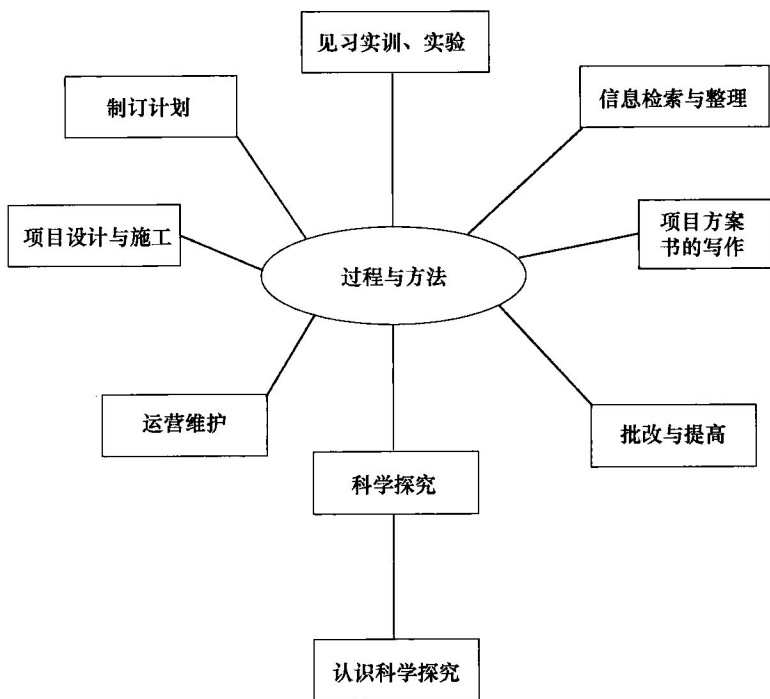 见习实训、实验
制订计划
信息检索与整理
项目设计与施工
项目方案
书的写作
过程与方法
运营维护
批改与提高
科学探究
认识科学探究